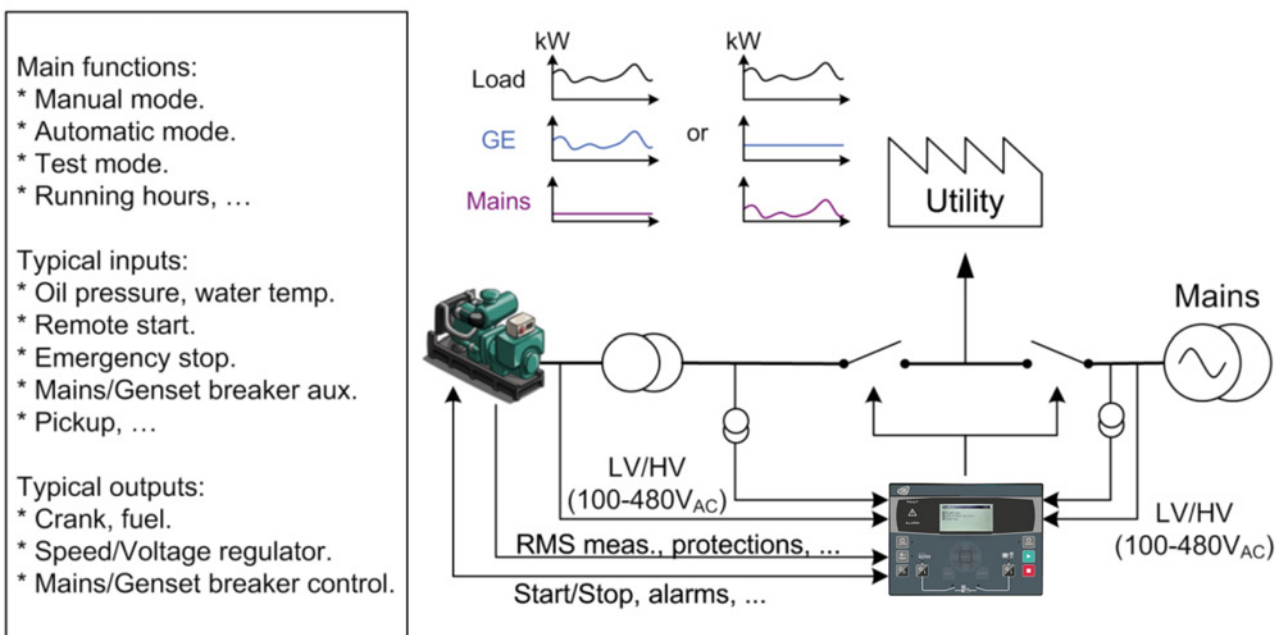 Main functions:
* Manual mode.
* Automatic mode.
* Test mode.
* Running hours, …
Typical inputs:
* Oil pressure, water temp.
* Remote start.
* Emergency stop.
* Mains/Genset breaker aux.
* Pickup, …
Typical outputs:
* Crank, fuel.
* Speed/Voltage regulator.
* Mains/Genset breaker control.
kW
kW
Load
GE
or
Mains
Utility
Mains
LV/HV
(100-480VAC)
LV/HV
(100-480VAC)
RMS meas., protections, ...
Start/Stop, alarms, ...
ALARM